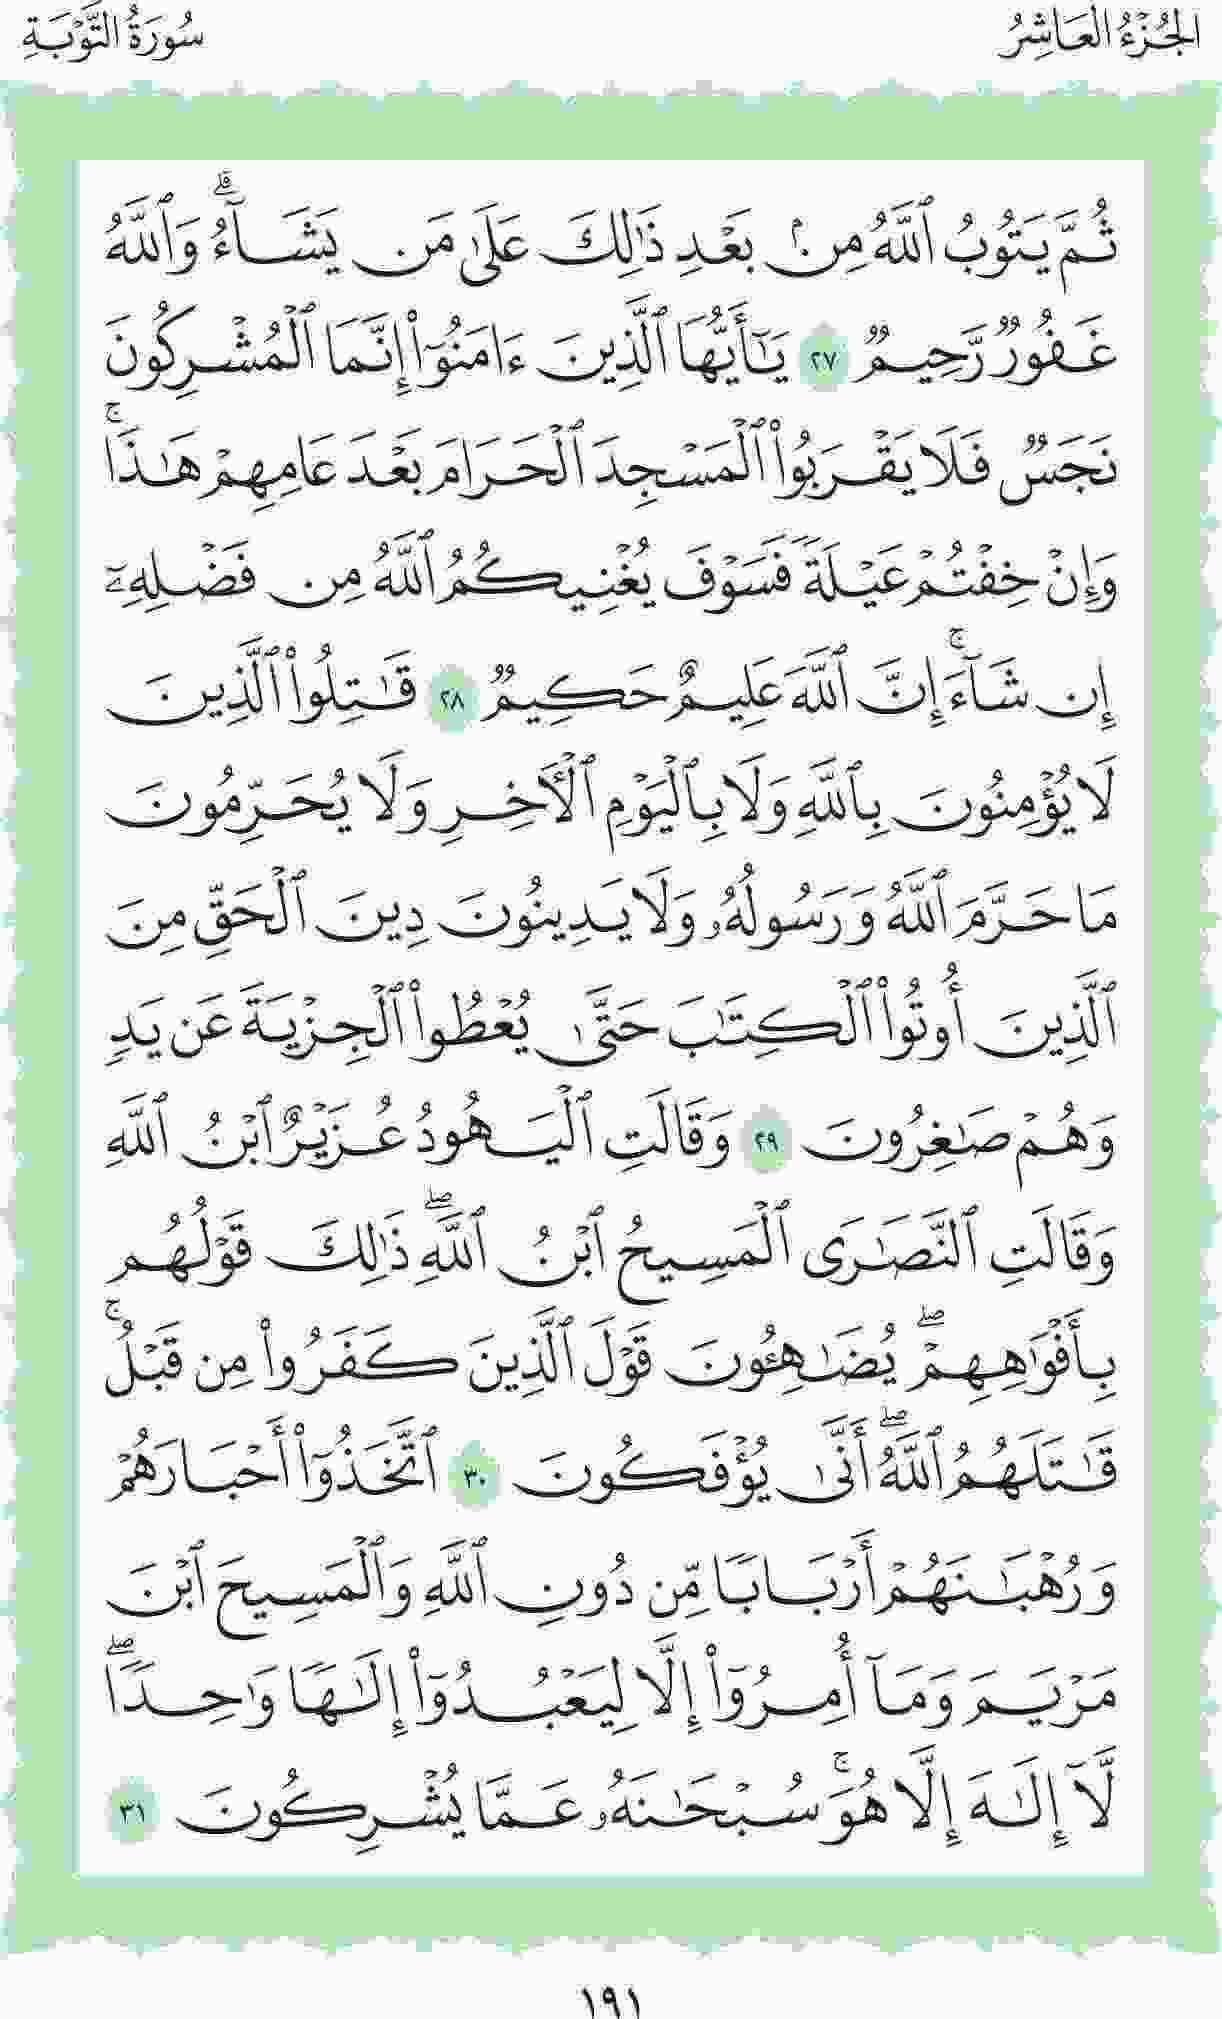 الجُزْءُ العَاشِرُ
سُورَةُ التَّوْبَةِ
ثُمَّ يَتُوبُ ٱللَّهُ مِنۢ بَعْدِ ذَٰلِكَ عَلَىٰ مَن يَشَآءُۗ وَٱللَّهُ
غَفُورٌ رَّحِيمٌ ٢٧ يَٰٓأَيُّهَا ٱلَّذِينَ ءَامَنُوٓا۟ إِنَّمَا ٱلْمُشْرِكُونَ
نَجَسٌ فَلَا يَقْرَبُوا۟ ٱلْمَسْجِدَ ٱلْحَرَامَ بَعْدَ عَامِهِمْ هَٰذَاۚ
وَإِنْ خِفْتُمْ عَيْلَةً فَسَوْفَ يُغْنِيكُمُ ٱللَّهُ مِن فَضْلِهِۦٓ
إِن شَآءَۚ إِنَّ ٱللَّهَ عَلِيمٌ حَكِيمٌ ٢٨ قَٰتِلُوا۟ ٱلَّذِينَ
لَا يُؤْمِنُونَ بِٱللَّهِ وَلَا بِٱلْيَوْمِ ٱلْأَخِرِ وَلَا يُحَرِّمُونَ
مَا حَرَّمَ ٱللَّهُ وَرَسُولُهُۥ وَلَا يَدِينُونَ دِينَ ٱلْحَقِّ مِنَ
ٱلَّذِينَ أُوتُوا۟ ٱلْكِتَٰبَ حَتَّىٰ يُعْطُوا۟ ٱلْجِزْيَةَ عَن يَدٍ
وَهُمْ صَٰغِرُونَ ٢٩ وَقَالَتِ ٱلْيَهُودُ عُزَيْرٌ ٱبْنُ ٱللَّهِ
وَقَالَتِ ٱلنَّصَٰرَى ٱلْمَسِيحُ ٱبْنُ ٱللَّهِۖ ذَٰلِكَ قَوْلُهُم
بِأَفْوَٰهِهِمْۖ يُضَٰهِـُٔونَ قَوْلَ ٱلَّذِينَ كَفَرُوا۟ مِن قَبْلُۚ
قَٰتَلَهُمُ ٱللَّهُۖ أَنَّىٰ يُؤْفَكُونَ ٣٠ ٱتَّخَذُوٓا۟ أَحْبَارَهُمْ
وَرُهْبَٰنَهُمْ أَرْبَابًا مِّن دُونِ ٱللَّهِ وَٱلْمَسِيحَ ٱبْنَ
مَرْيَمَ وَمَآ أُمِرُوٓا۟ إِلَّا لِيَعْبُدُوٓا۟ إِلَٰهًا وَٰحِدًاۖ
لَّآ إِلَٰهَ إِلَّا هُوَۚ سُبْحَٰنَهُۥ عَمَّا يُشْرِكُونَ ٣١
١٩١